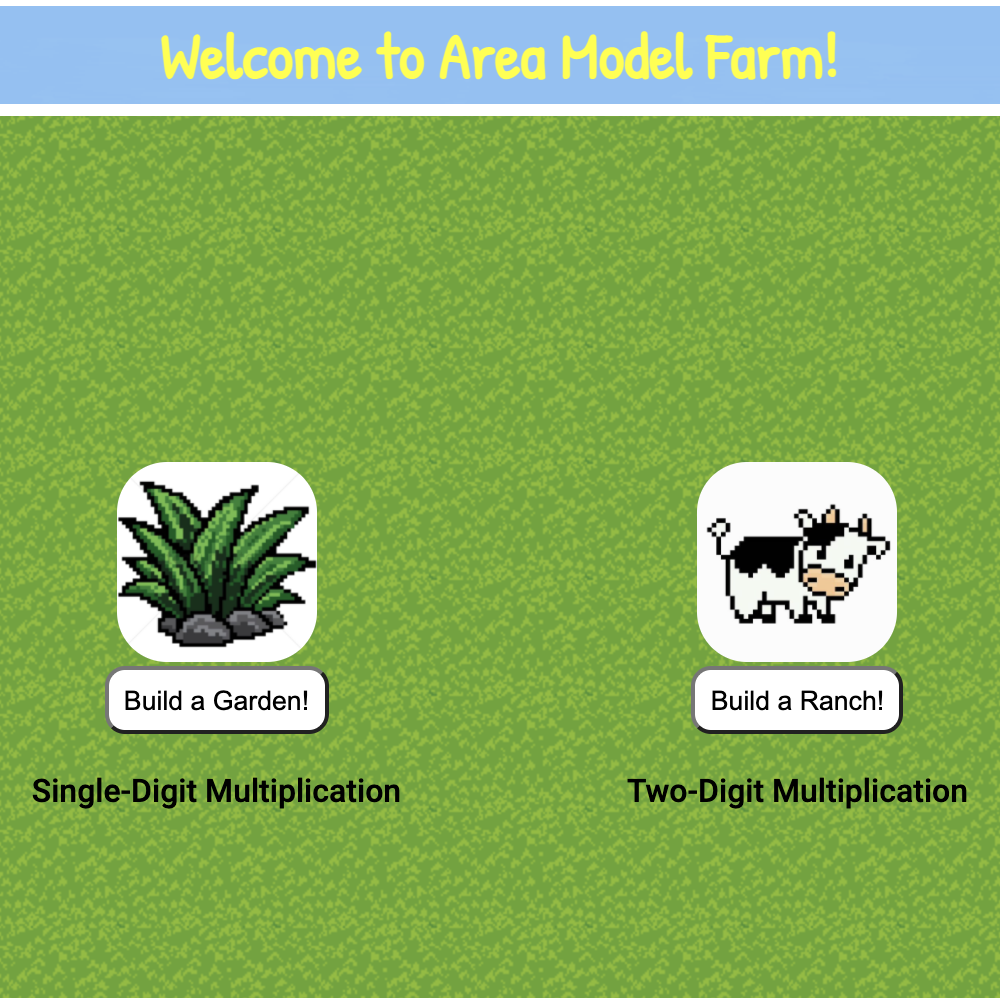 Welcome to Area Model Farm!
Build a Garden!
Build a Ranch!
Single-Digit Multiplication
Two-Digit Multiplication